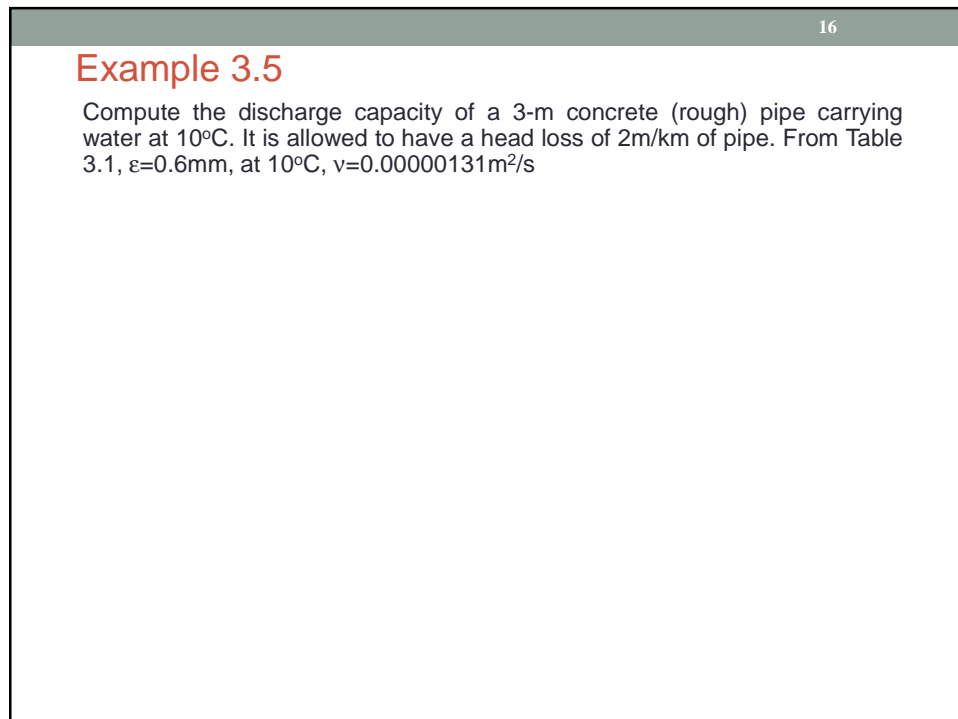 16
Example 3.5
Compute the discharge capacity of a 3-m concrete (rough) pipe carrying
water at 10ºC. It is allowed to have a head loss of 2m/km of pipe. From Table
3.1, ε=0.6mm, at 10ºC, ν=0.00000131m²/s